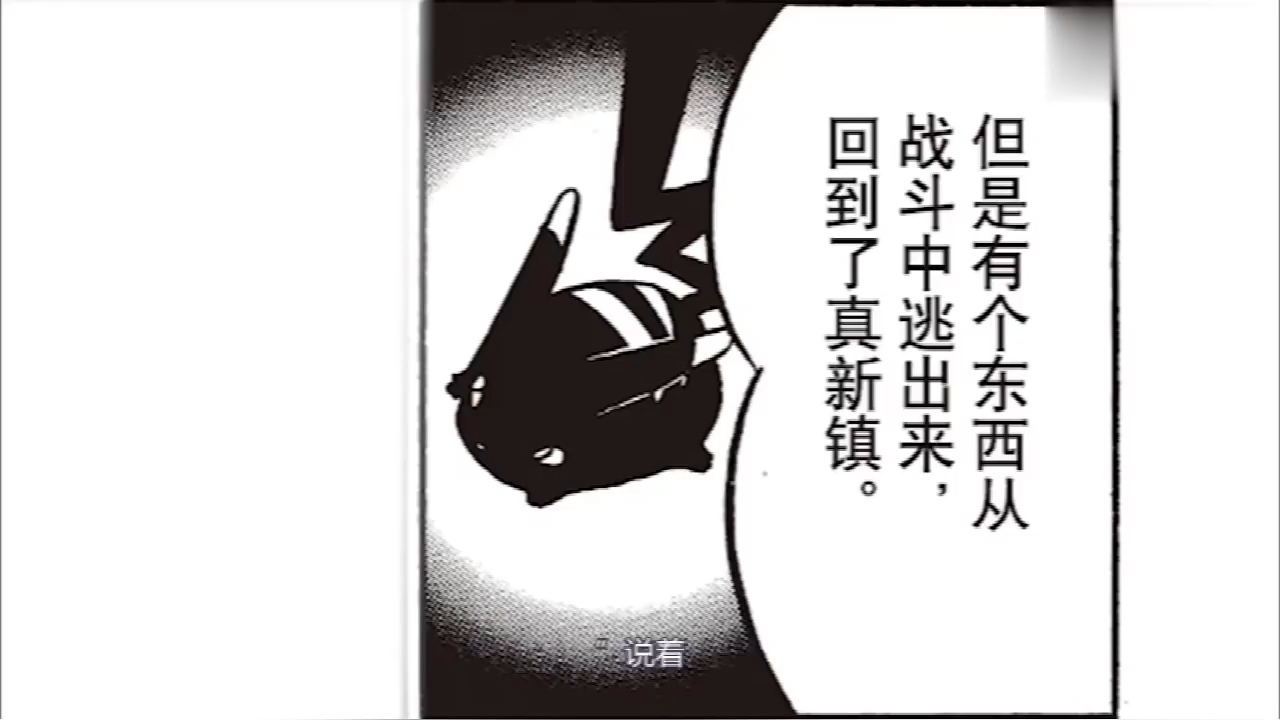 但是有个东西从
战斗中逃出来，
回到了真新镇。
说着